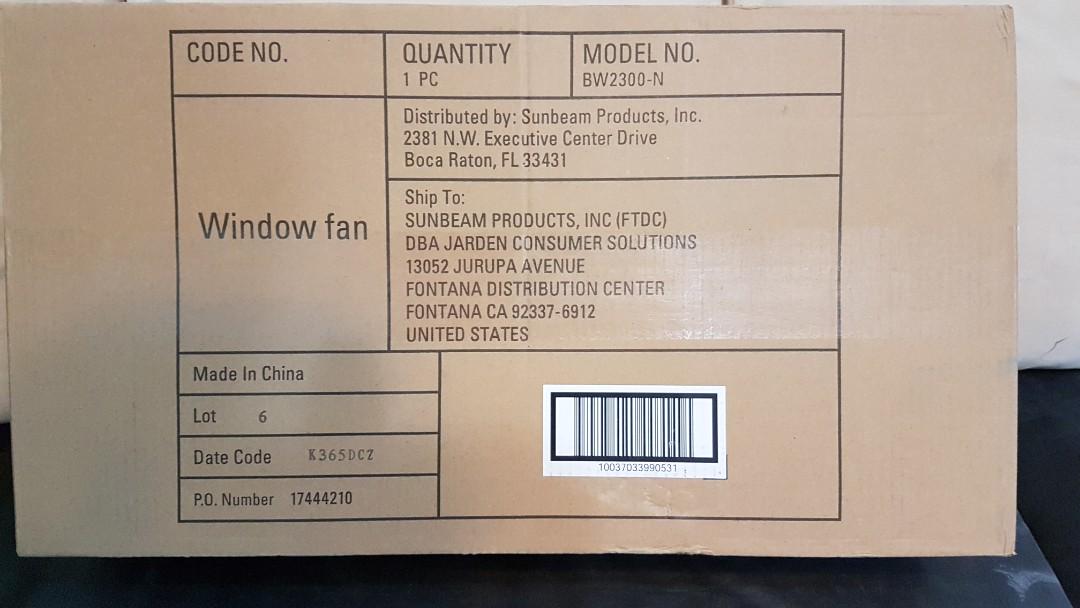 CODE NO.
QUANTITY
1 PC
MODEL NO.
BW2300-N
Window fan
Distributed by: Sunbeam Products, Inc.
2381 N.W. Executive Center Drive
Boca Raton, FL 33431
Ship To:
SUNBEAM PRODUCTS, INC (FTDC)
DBA JARDEN CONSUMER SOLUTIONS
13052 JURUPA AVENUE
FONTANA DISTRIBUTION CENTER
FONTANA CA 92337-6912
UNITED STATES
Made In China
Lot 6
Date Code K365DCZ
P.O. Number 17444210
10037033990531